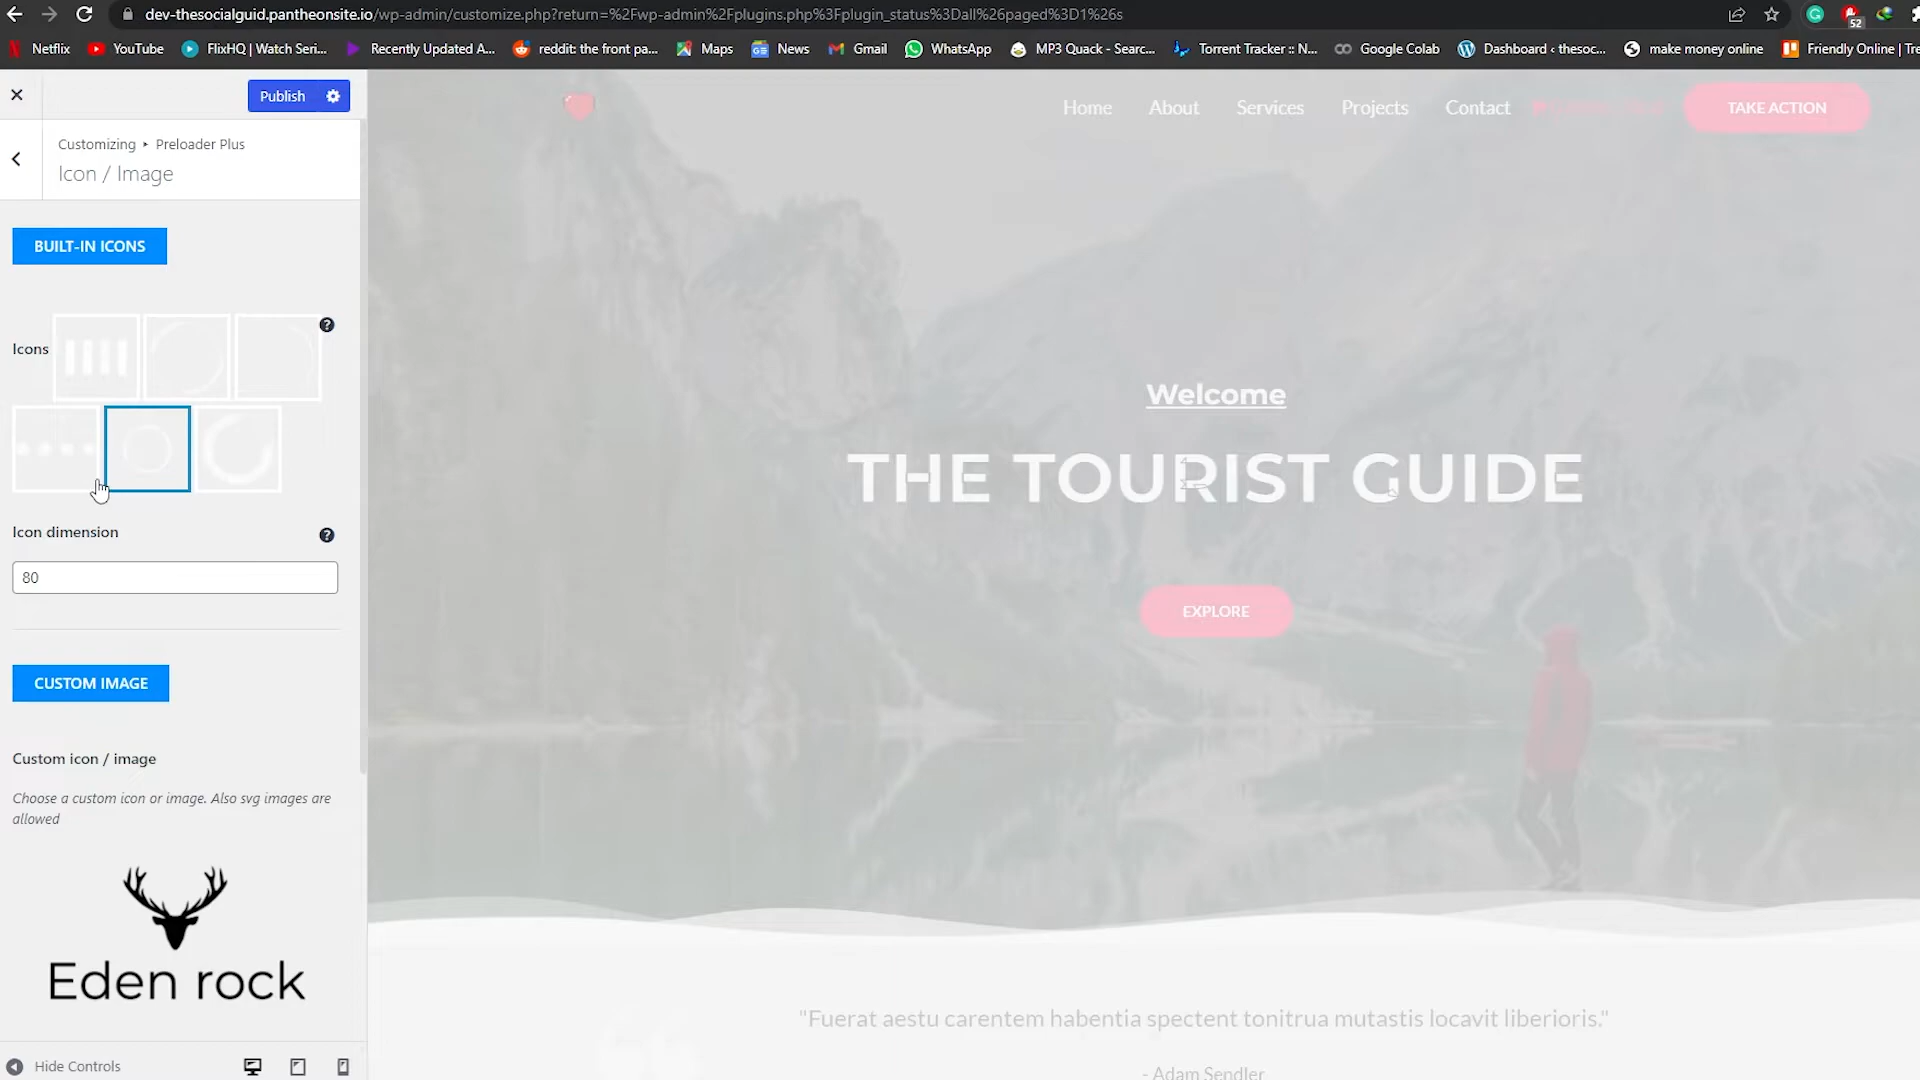 dev-thesocialguid.pantheonsite.io/wp-admin/customize.php?return=%2Fwp-admin%2Fplugins.php%3Fplugin_status%3Dall%26paged%3D1%26s
52
Netflix YouTube FlixHQ | Watch Seri... Recently Updated A... reddit: the front pa... Maps News Gmail WhatsApp MP3 Quack - Searc... Torrent Tracker :: N... Google Colab Dashboard ‹ thesoc... make money online Friendly Online | Tre
Publish
Customizing ▸ Preloader Plus
Icon / Image
Home About Services Projects Contact TAKE ACTION
BUILT-IN ICONS
Icons
Icon dimension
80
CUSTOM IMAGE
Custom icon / image
Choose a custom icon or image. Also svg images are
allowed
Eden rock
Hide Controls
Welcome
THE TOURIST GUIDE
EXPLORE
"Fuerat aestu carentem habentia spectent tonitrua mutastis locavit liberioris."
- Adam Sendler